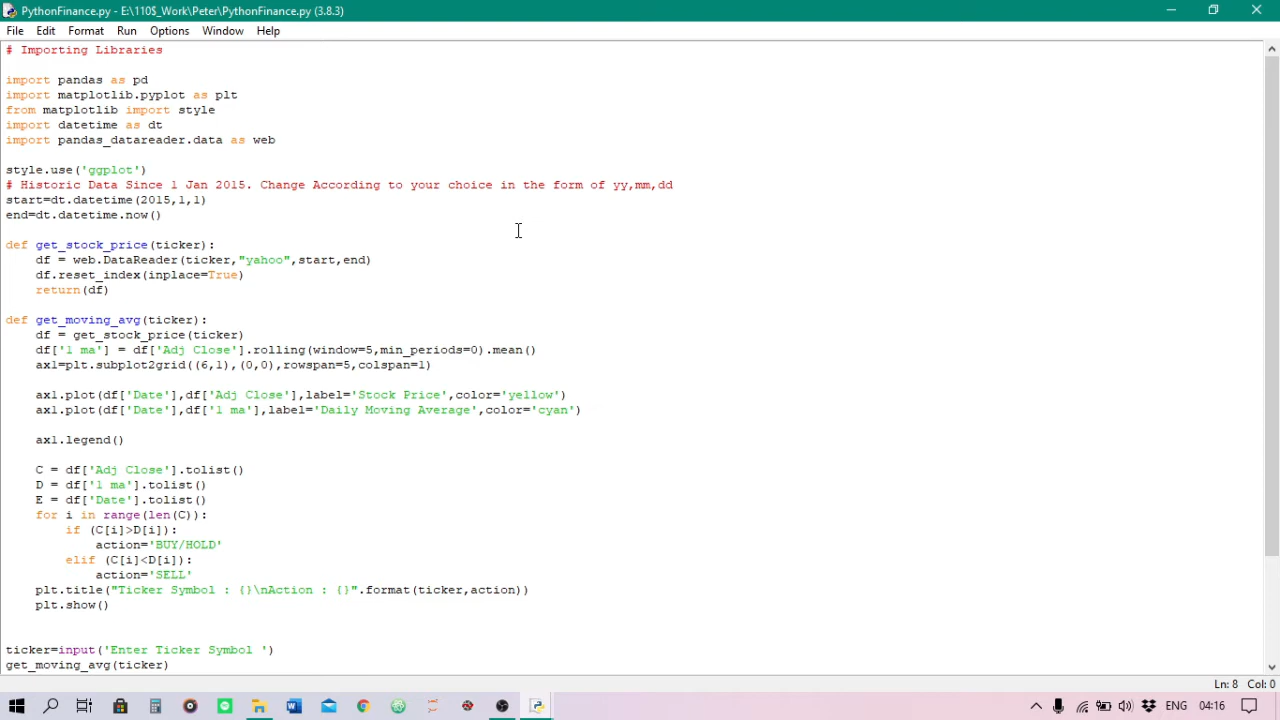 PythonFinance.py - E:\110$_Work\Peter\PythonFinance.py (3.8.3)
File Edit Format Run Options Window Help
# Importing Libraries
import pandas as pd
import matplotlib.pyplot as plt
from matplotlib import style
import datetime as dt
import pandas_datareader.data as web
style.use('ggplot')
# Historic Data Since 1 Jan 2015. Change According to your choice in the form of yy,mm,dd
start=dt.datetime(2015,1,1)
end=dt.datetime.now()
def get_stock_price(ticker):
    df = web.DataReader(ticker,"yahoo",start,end)
    df.reset_index(inplace=True)
    return(df)
def get_moving_avg(ticker):
    df = get_stock_price(ticker)
    df['1 ma'] = df['Adj Close'].rolling(window=5,min_periods=0).mean()
    ax1=plt.subplot2grid((6,1),(0,0),rowspan=5,colspan=1)
    ax1.plot(df['Date'],df['Adj Close'],label='Stock Price',color='yellow')
    ax1.plot(df['Date'],df['1 ma'],label='Daily Moving Average',color='cyan')
    ax1.legend()
    C = df['Adj Close'].tolist()
    D = df['1 ma'].tolist()
    E = df['Date'].tolist()
    for i in range(len(C)):
        if (C[i]>D[i]):
            action='BUY/HOLD'
        elif (C[i]<D[i]):
            action='SELL'
    plt.title("Ticker Symbol : {}\nAction : {}".format(ticker,action))
    plt.show()
ticker=input('Enter Ticker Symbol ')
get_moving_avg(ticker)
Ln: 8 Col: 0
ENG 04:16